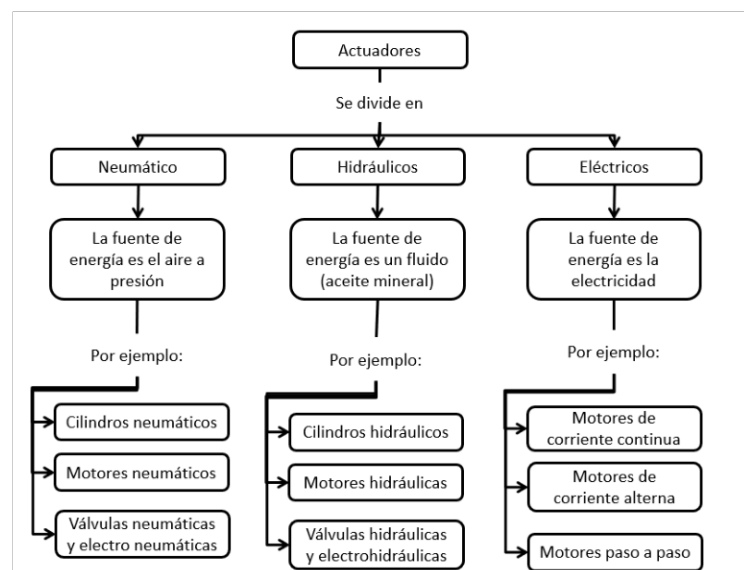 Actuadores
Se divide en
Neumático
Hidráulicos
Eléctricos
La fuente de
energía es el aire a
presión
La fuente de
energía es un fluido
(aceite mineral)
La fuente de
energía es la
electricidad
Por ejemplo:
Por ejemplo:
Por ejemplo:
Cilindros neumáticos
Motores neumáticos
Válvulas neumáticas
y electro neumáticas
Cilindros hidráulicos
Motores hidráulicas
Válvulas hidráulicas
y electrohidráulicas
Motores de
corriente continua
Motores de
corriente alterna
Motores paso a paso